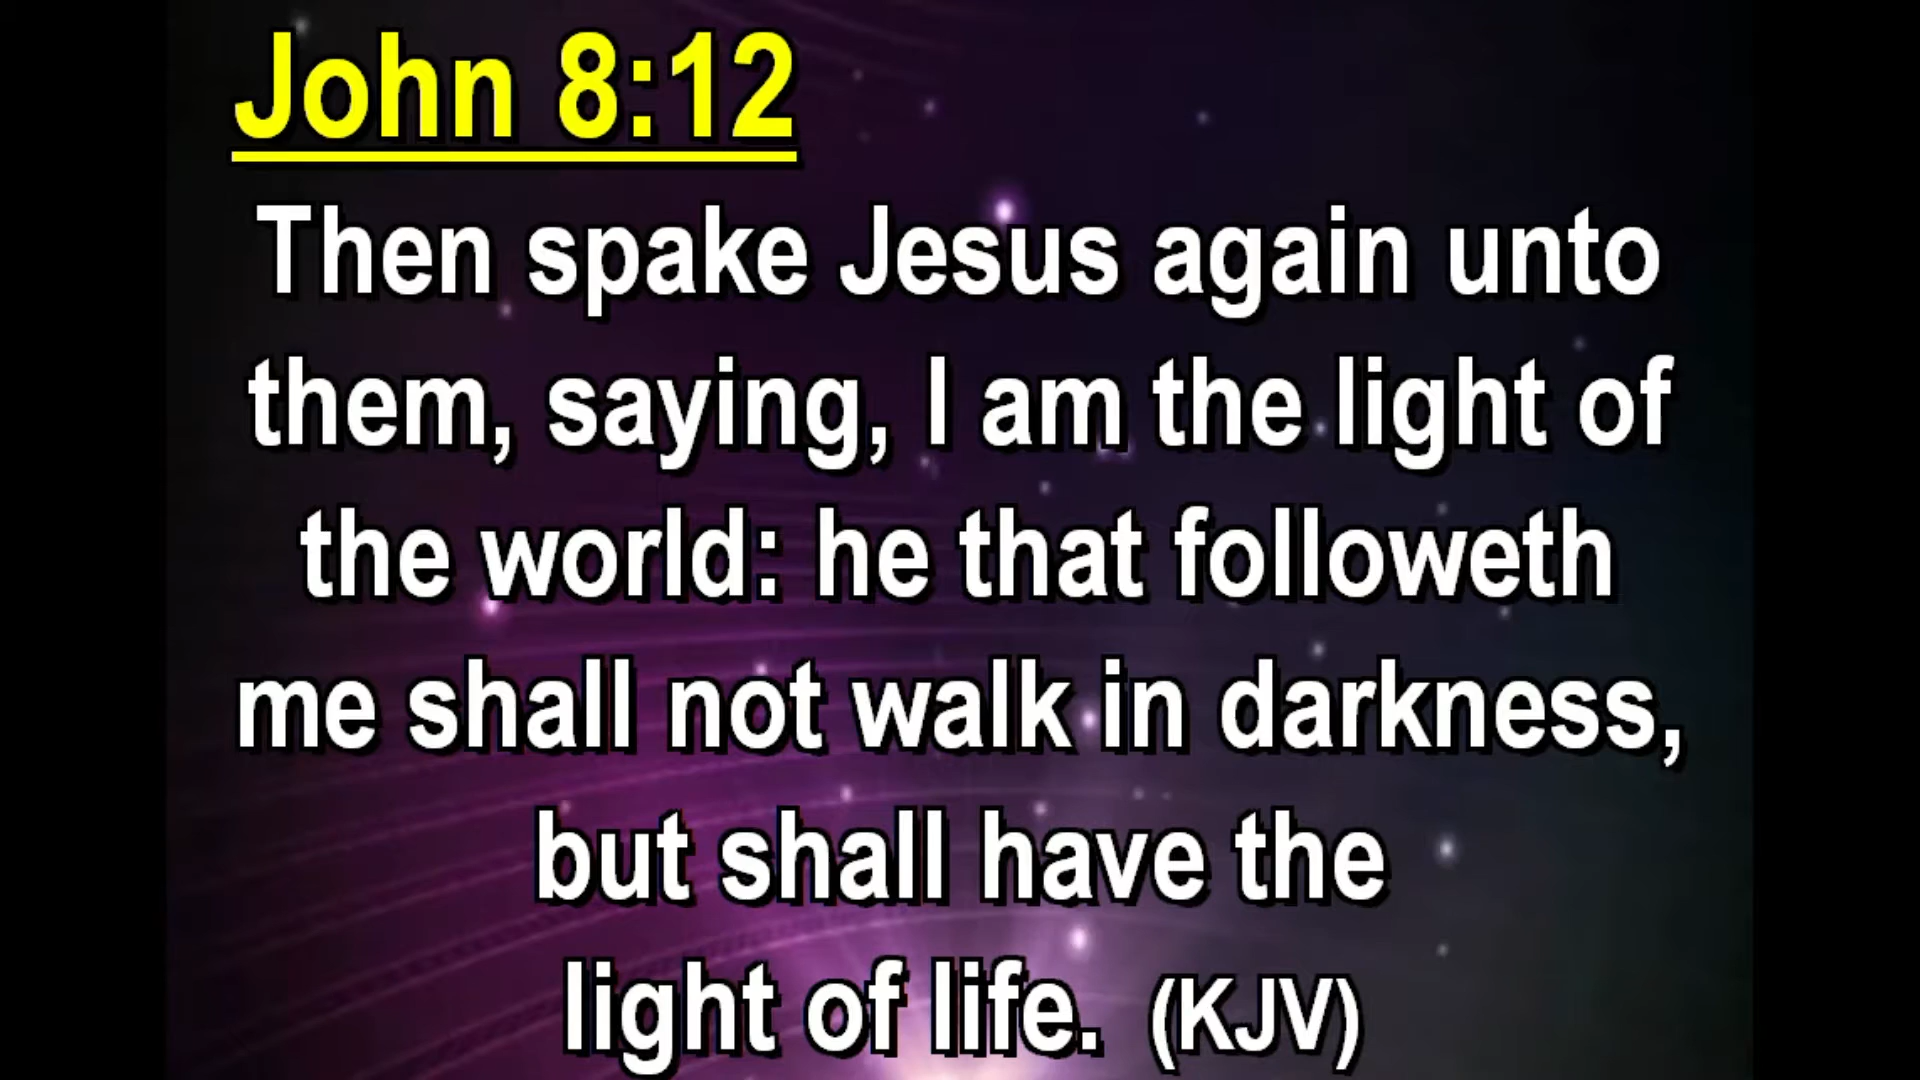 John 8:12
Then spake Jesus again unto
them, saying, I am the light of
the world: he that followeth
me shall not walk in darkness,
but shall have the
light of life. (KJV)